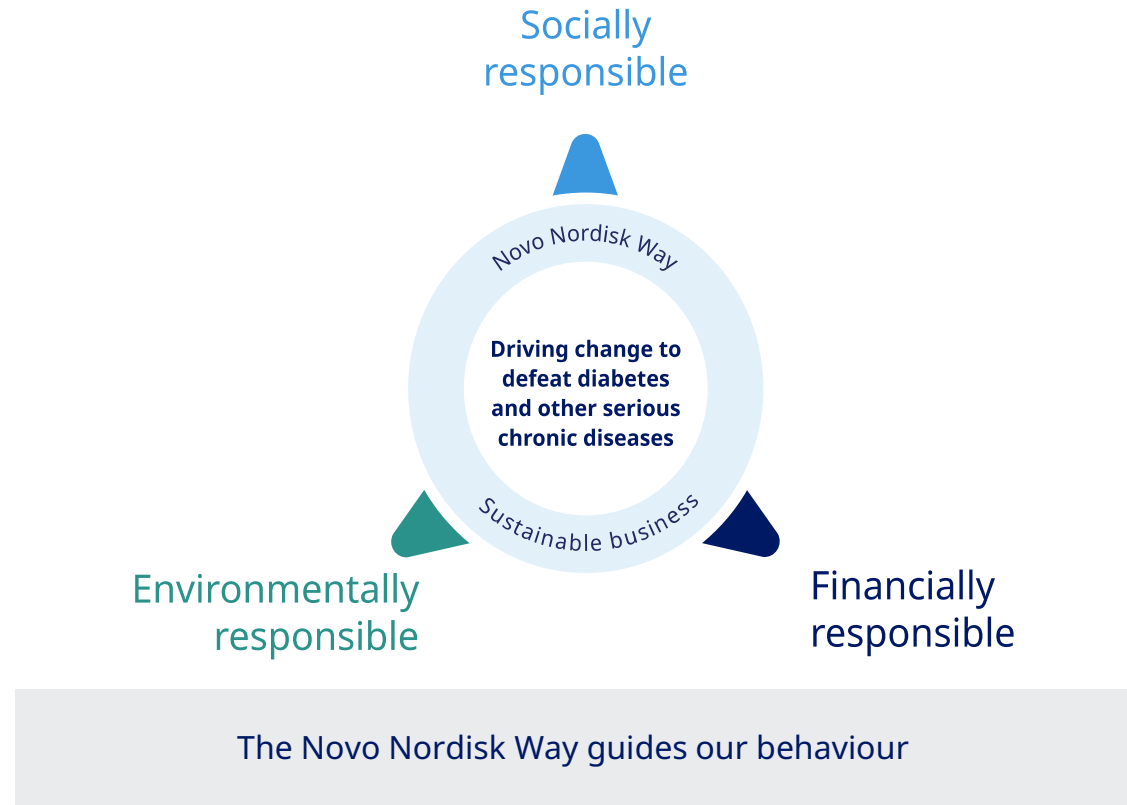 Socially
responsible
Novo Nordisk Way
Driving change to
defeat diabetes
and other serious
chronic diseases
Sustainable business
Environmentally
responsible
Financially
responsible
The Novo Nordisk Way guides our behaviour